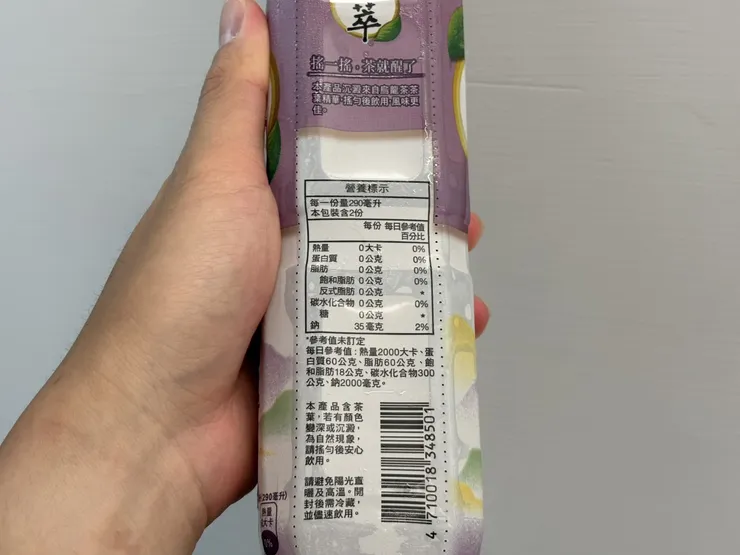 萃
搖一搖·茶就醒了
本產品沉澱來自烏龍茶茶
葉精華,搖勻後飲用,風味更
佳。
營養標示
每一份量290毫升
本包裝含2份
每份 每日參考值
百分比
熱量 0大卡 0%
蛋白質 0公克 0%
脂肪 0公克 0%
飽和脂肪 0公克 0%
反式脂肪 0公克 *
碳水化合物 0公克 0%
糖 0公克 *
鈉 35毫克 2%
*參考值未訂定
每日參考值:熱量2000大卡、蛋
白質60公克、脂肪60公克、飽
和脂肪18公克、碳水化合物300
公克、鈉2000毫克。
本產品含茶
葉,若有顏色
變深或沉澱,
為自然現象,
請搖勻後安心
飲用。
請避免陽光直
曬及高溫。開
封後需冷藏,
並儘速飲用。
4 710018 348501
(290毫升)
熱量
大卡